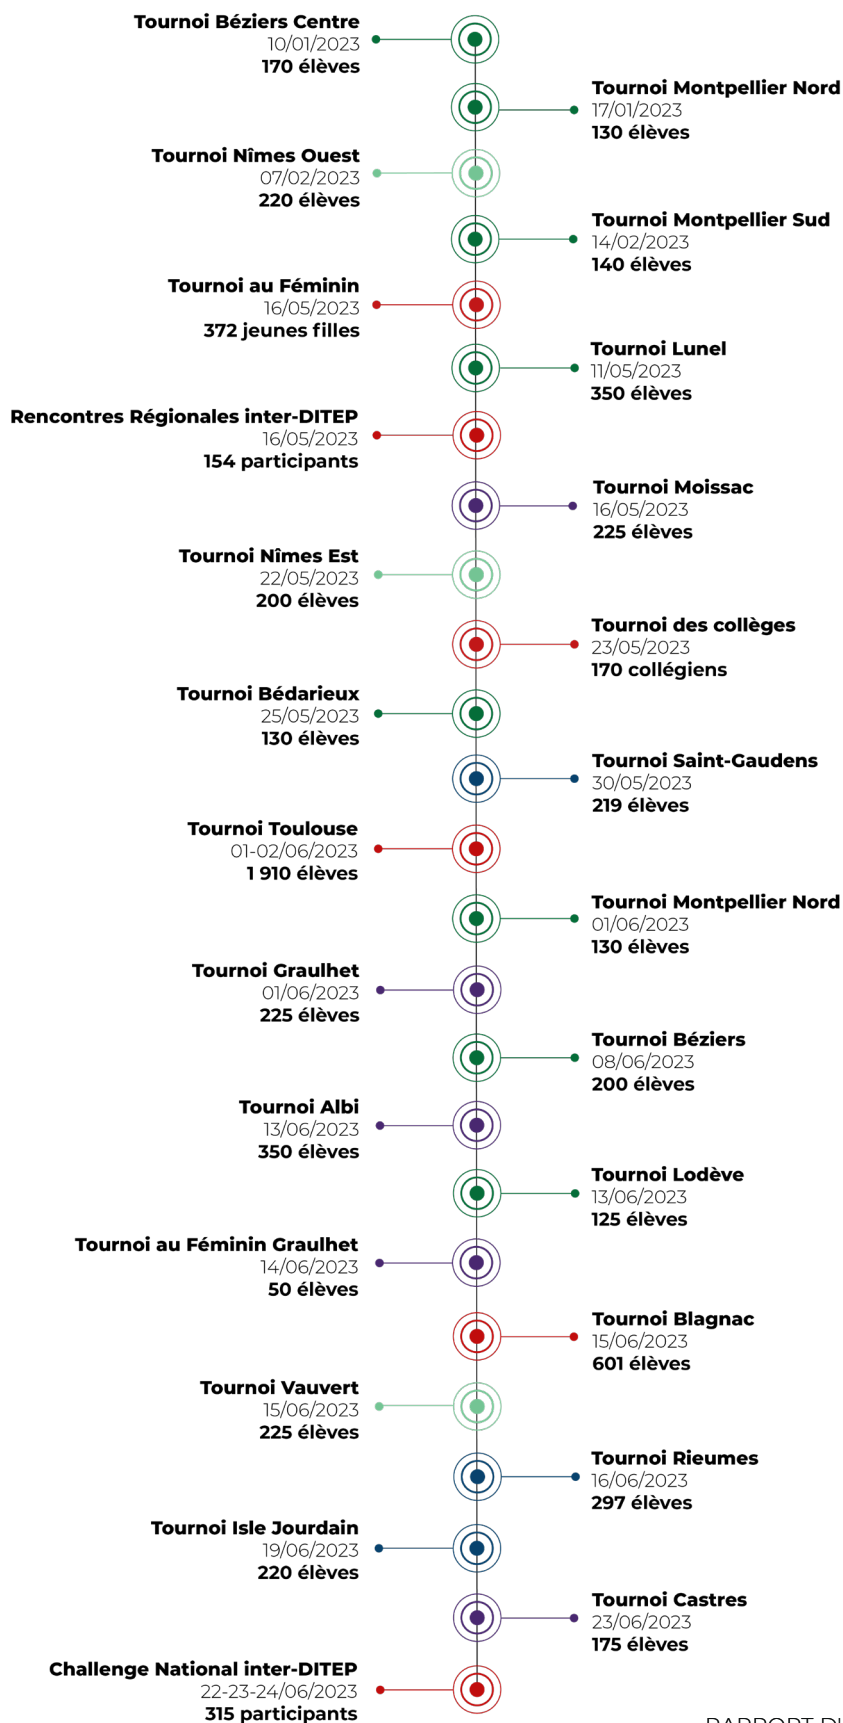 Tournoi Béziers Centre
10/01/2023
170 élèves
Tournoi Montpellier Nord
17/01/2023
130 élèves
Tournoi Nîmes Ouest
07/02/2023
220 élèves
Tournoi Montpellier Sud
14/02/2023
140 élèves
Tournoi au Féminin
16/05/2023
372 jeunes filles
Tournoi Lunel
11/05/2023
350 élèves
Rencontres Régionales inter-DITEP
16/05/2023
154 participants
Tournoi Moissac
16/05/2023
225 élèves
Tournoi Nîmes Est
22/05/2023
200 élèves
Tournoi des collèges
23/05/2023
170 collégiens
Tournoi Bédarieux
25/05/2023
130 élèves
Tournoi Saint-Gaudens
30/05/2023
219 élèves
Tournoi Toulouse
01-02/06/2023
1 910 élèves
Tournoi Montpellier Nord
01/06/2023
130 élèves
Tournoi Graulhet
01/06/2023
225 élèves
Tournoi Béziers
08/06/2023
200 élèves
Tournoi Albi
13/06/2023
350 élèves
Tournoi Lodève
13/06/2023
125 élèves
Tournoi au Féminin Graulhet
14/06/2023
50 élèves
Tournoi Blagnac
15/06/2023
601 élèves
Tournoi Vauvert
15/06/2023
225 élèves
Tournoi Rieumes
16/06/2023
297 élèves
Tournoi Isle Jourdain
19/06/2023
220 élèves
Tournoi Castres
23/06/2023
175 élèves
Challenge National inter-DITEP
22-23-24/06/2023
315 participants
RAPPORT